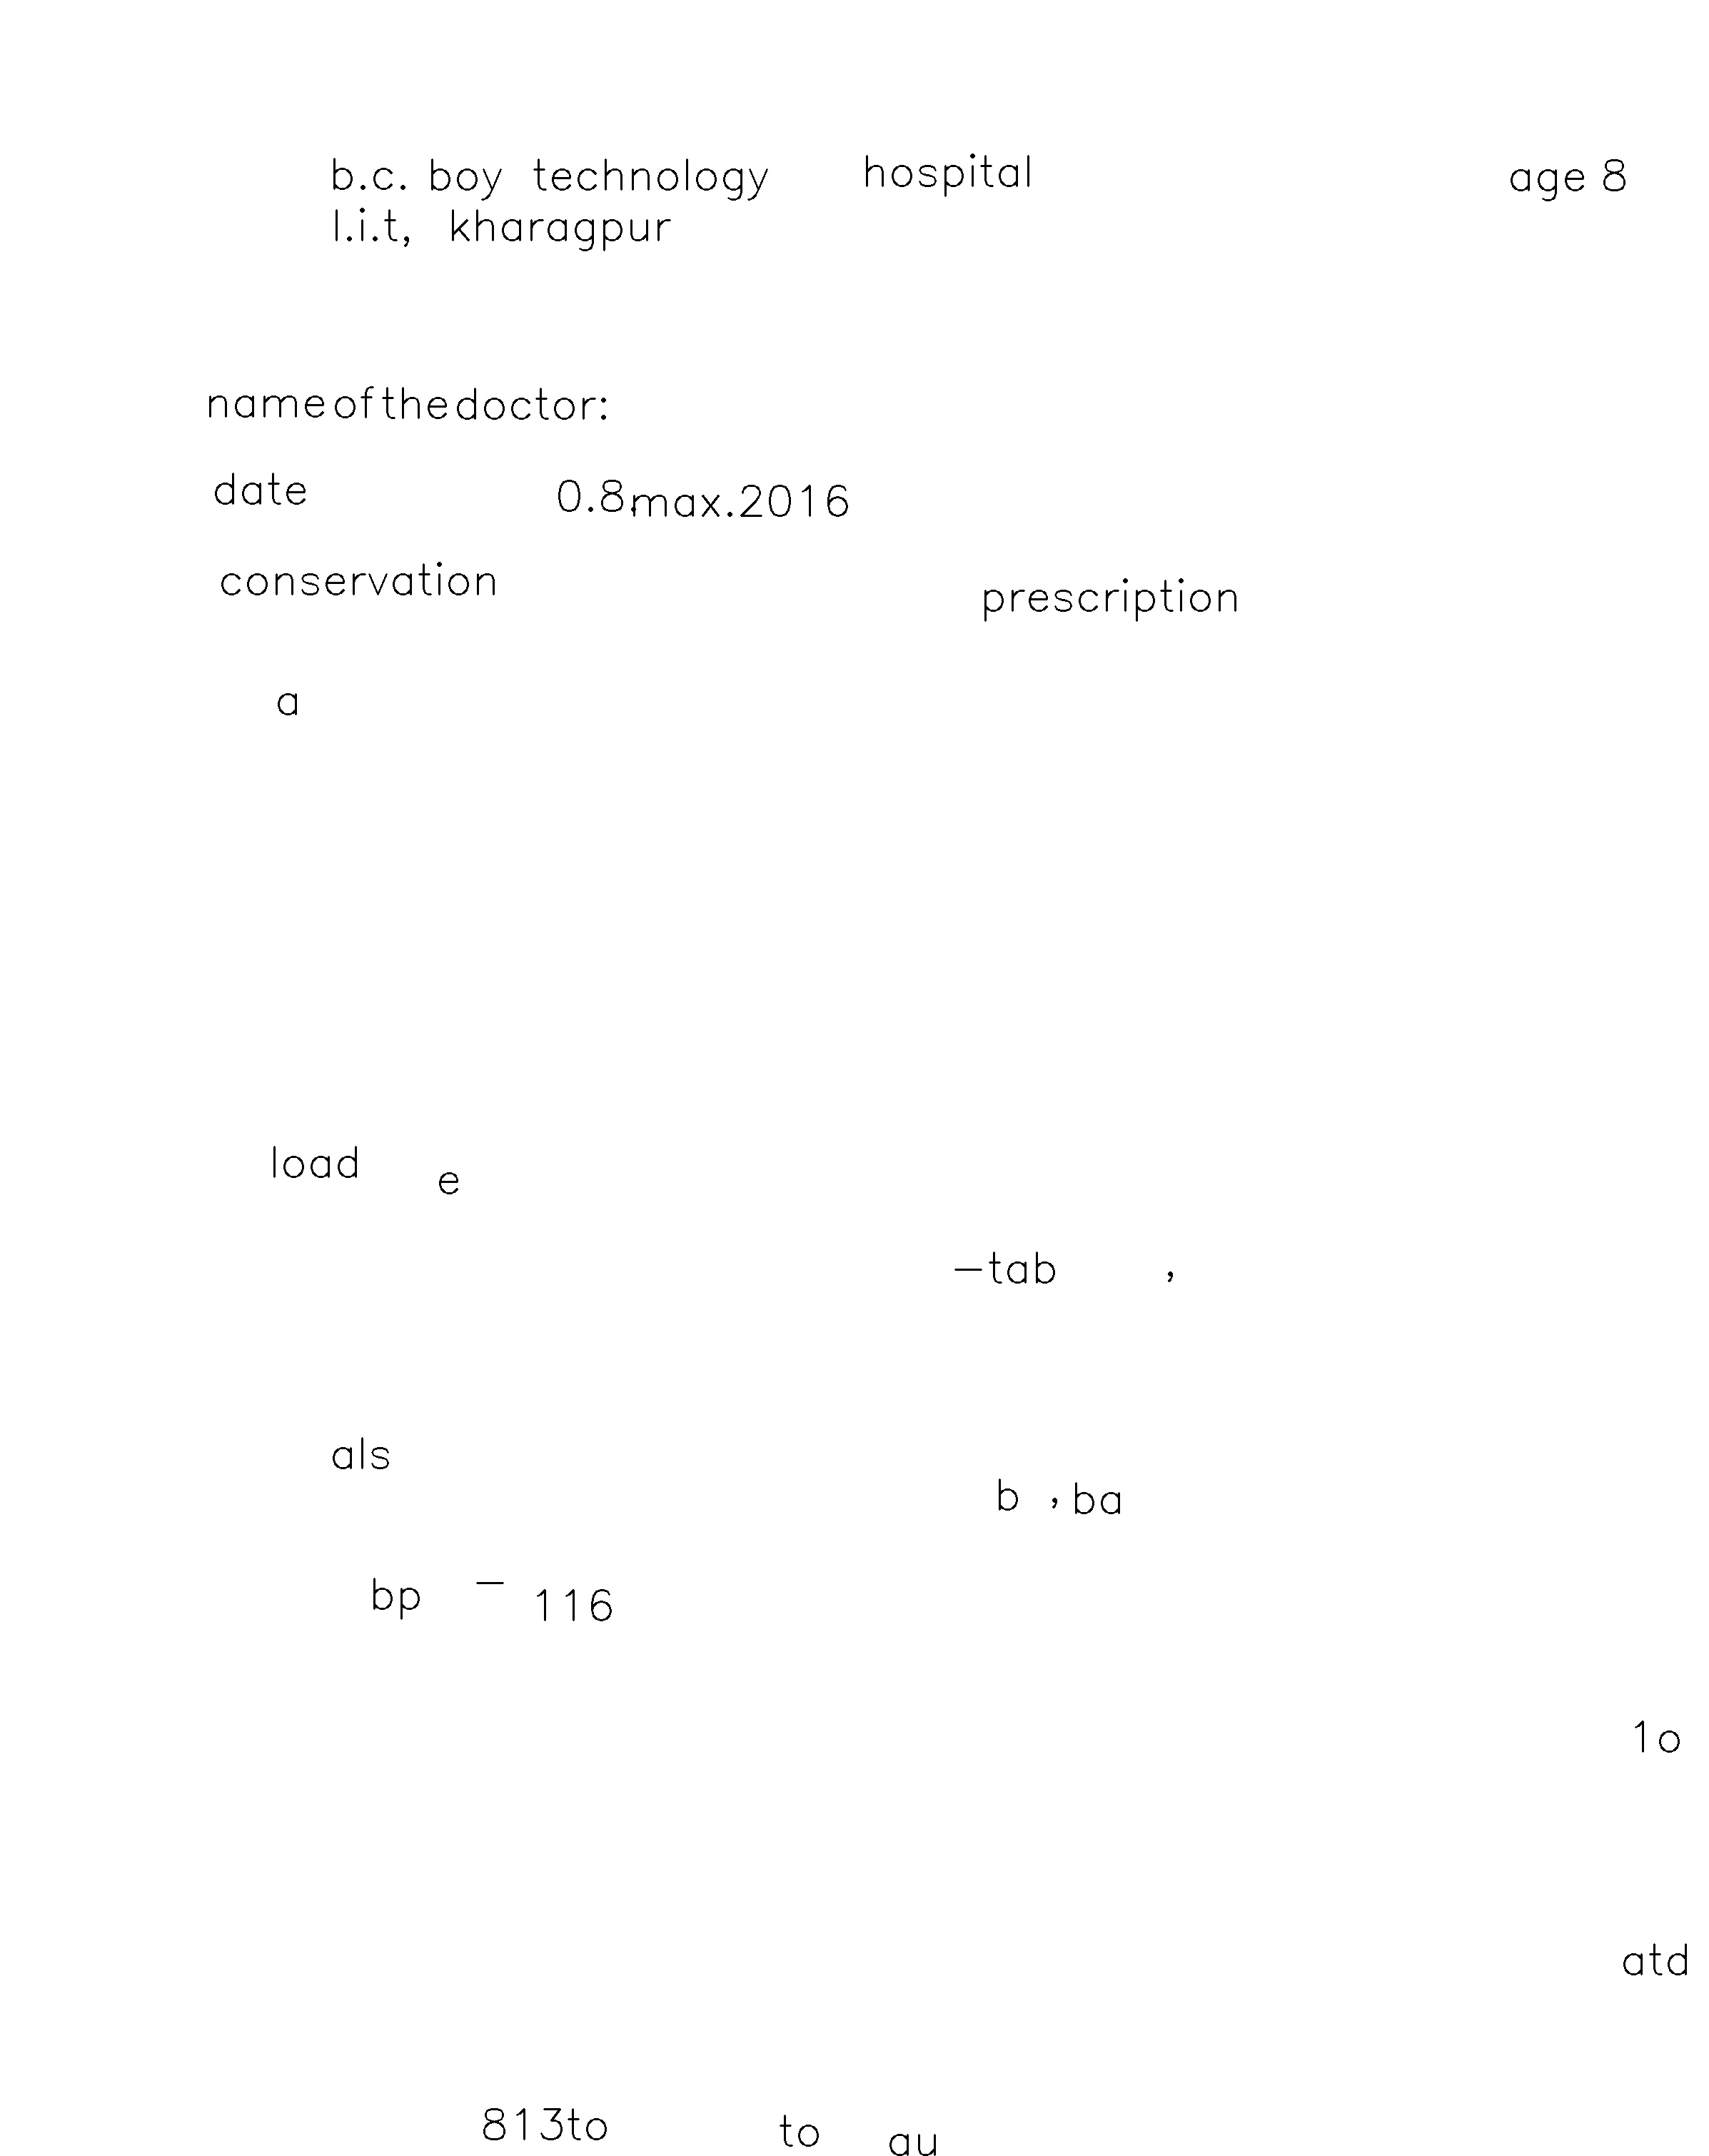 b.c. boy technology hospital age 8
l.i.t, kharagpur
nameofthedoctor:
date 0.8.max.2016
conservation prescription
a
load e
-tab ,
als
b ,ba
bp - 116
1o
atd
813to to au